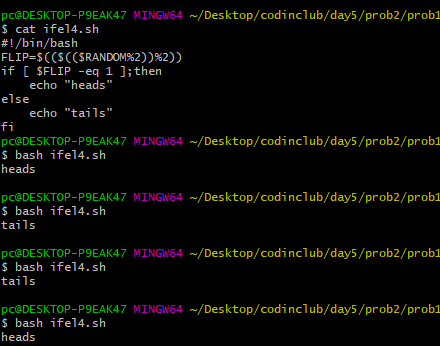 pc@DESKTOP-P9EAK47 MINGW64 ~/Desktop/codinclub/day5/prob2/prob1
$ cat ifel4.sh
#!/bin/bash
FLIP=$(($(($RANDOM%2))%2))
if [ $FLIP -eq 1 ];then
    echo "heads"
else
    echo "tails"
fi
pc@DESKTOP-P9EAK47 MINGW64 ~/Desktop/codinclub/day5/prob2/prob1
$ bash ifel4.sh
heads
pc@DESKTOP-P9EAK47 MINGW64 ~/Desktop/codinclub/day5/prob2/prob1
$ bash ifel4.sh
tails
pc@DESKTOP-P9EAK47 MINGW64 ~/Desktop/codinclub/day5/prob2/prob1
$ bash ifel4.sh
tails
pc@DESKTOP-P9EAK47 MINGW64 ~/Desktop/codinclub/day5/prob2/prob1
$ bash ifel4.sh
heads